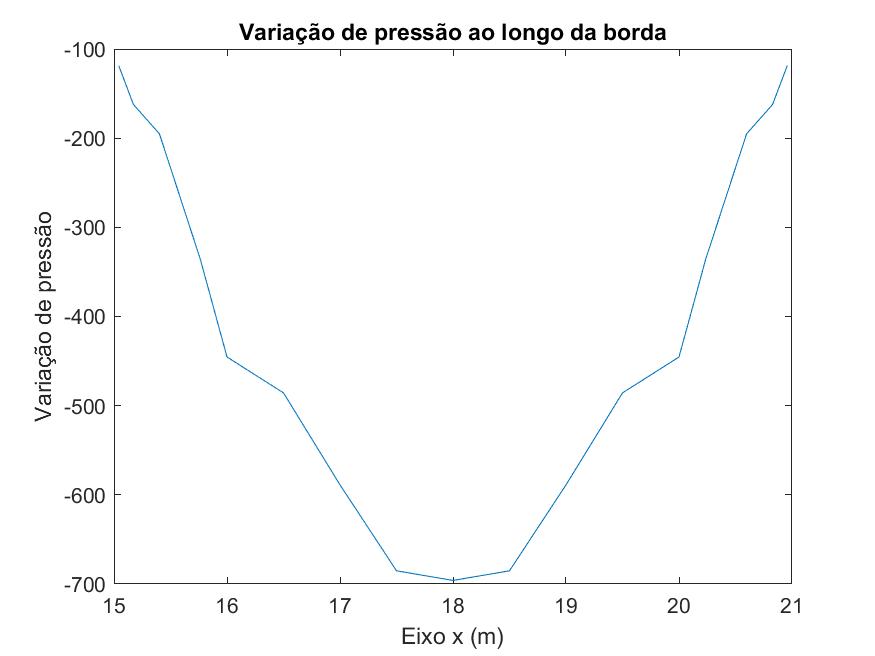 Variação de pressão ao longo da borda
-100
-200
-300
-400
-500
-600
-700
Variação de pressão
15 16 17 18 19 20 21
Eixo x (m)